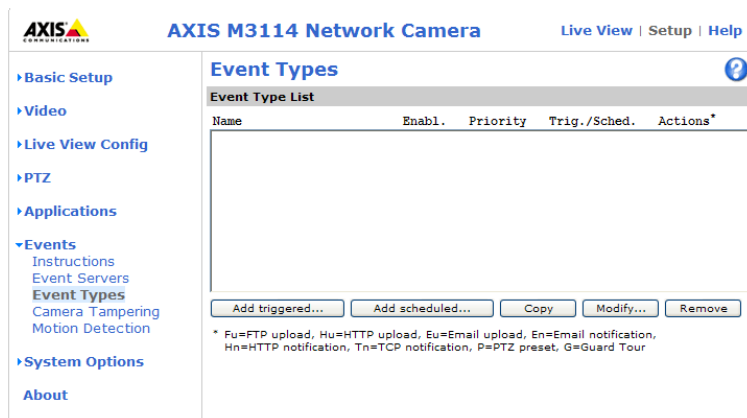 AXIS
COMMUNICATIONS
AXIS M3114 Network Camera
Live View | Setup | Help
Basic Setup
Video
Live View Config
PTZ
Applications
Events
Instructions
Event Servers
Event Types
Camera Tampering
Motion Detection
System Options
About
Event Types
?
Event Type List
Name Enabl. Priority Trig./Sched. Actions*
Add triggered... Add scheduled... Copy Modify... Remove
* Fu=FTP upload, Hu=HTTP upload, Eu=Email upload, En=Email notification,
Hn=HTTP notification, Tn=TCP notification, P=PTZ preset, G=Guard Tour